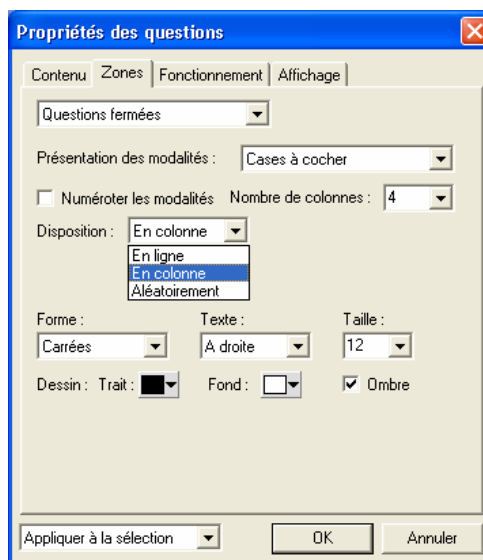 Propriétés des questions
Contenu Zones Fonctionnement Affichage
Questions fermées
Présentation des modalités : Cases à cocher
Numéroter les modalités Nombre de colonnes : 4
Disposition : En colonne
En ligne
En colonne
Aléatoirement
Forme : Texte : Taille :
Carrées A droite 12
Dessin : Trait : Fond : Ombre
Appliquer à la sélection OK Annuler